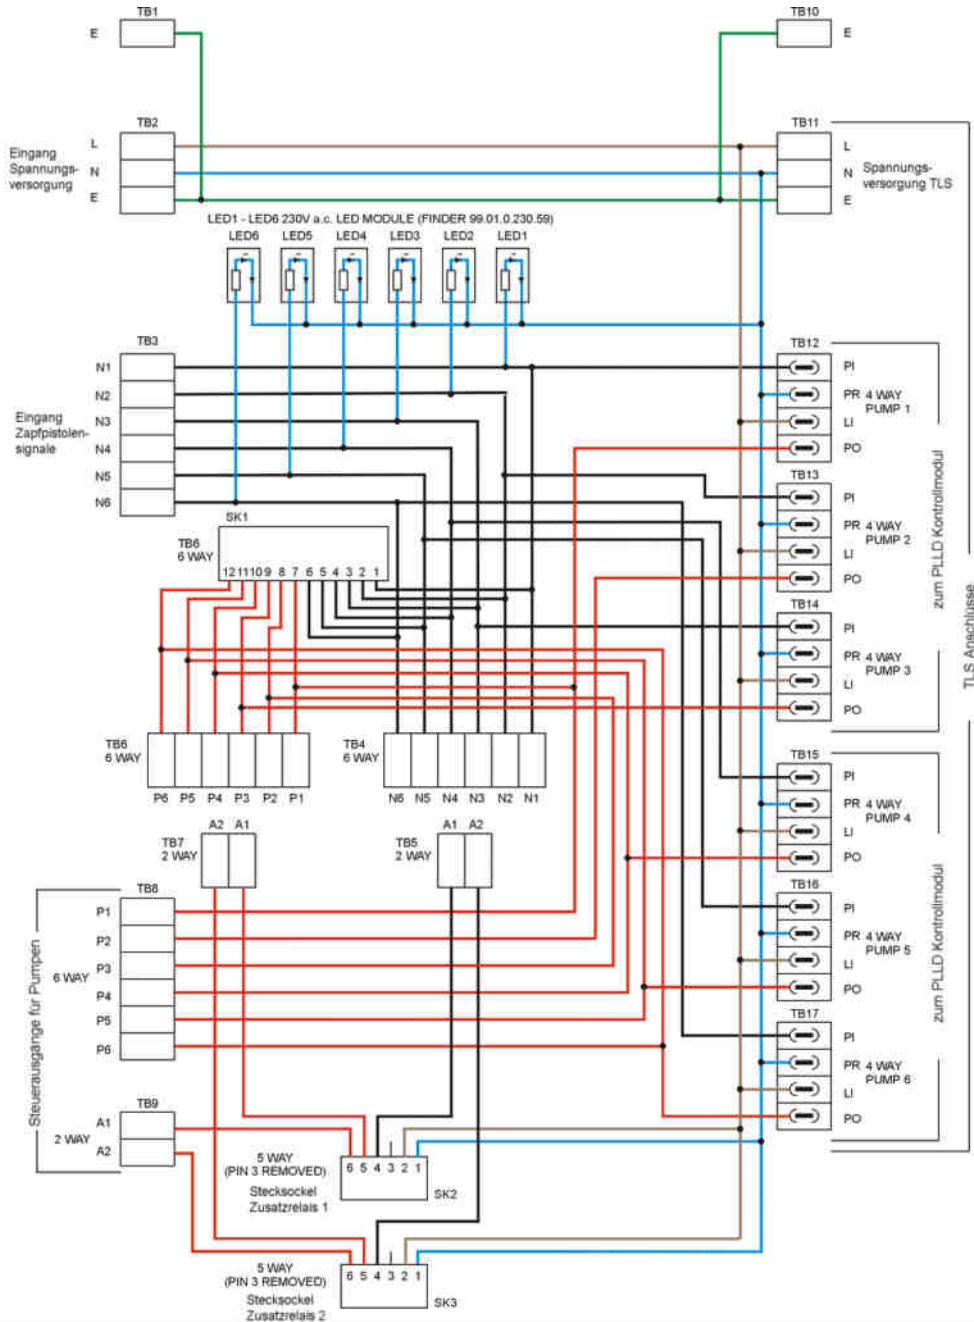 TB1
E
TB10
E
TB2
L
N
E
Eingang
Spannungs-
versorgung
TB11
L
N
E
Spannungs-
versorgung TLS
LED1 - LED6 230V a.c. LED MODULE (FINDER 99.01.0.230.59)
LED6 LED5 LED4 LED3 LED2 LED1
TB3
N1
N2
N3
N4
N5
N6
Eingang
Zapfpistolen-
signale
TB12
PI
PR 4 WAY
PUMP 1
LI
PO
TB13
PI
PR 4 WAY
PUMP 2
LI
PO
TB14
PI
PR 4 WAY
PUMP 3
LI
PO
zum PLLD Kontrollmodul
TLS Anschlüsse
SK1
TB6
6 WAY
12 11 10 9 8 7 6 5 4 3 2 1
TB6
6 WAY
P6 P5 P4 P3 P2 P1
TB4
6 WAY
N6 N5 N4 N3 N2 N1
TB15
PI
PR 4 WAY
PUMP 4
LI
PO
TB16
PI
PR 4 WAY
PUMP 5
LI
PO
TB17
PI
PR 4 WAY
PUMP 6
LI
PO
zum PLLD Kontrollmodul
A2 A1
TB7
2 WAY
A1 A2
TB5
2 WAY
TB8
P1
P2
P3
P4
P5
P6
6 WAY
Steuerausgänge für Pumpen
TB9
A1
A2
2 WAY
5 WAY
(PIN 3 REMOVED)
6 5 4 3 2 1
Stecksockel
Zusatzrelais 1
SK2
5 WAY
(PIN 3 REMOVED)
6 5 4 3 2 1
Stecksockel
Zusatzrelais 2
SK3